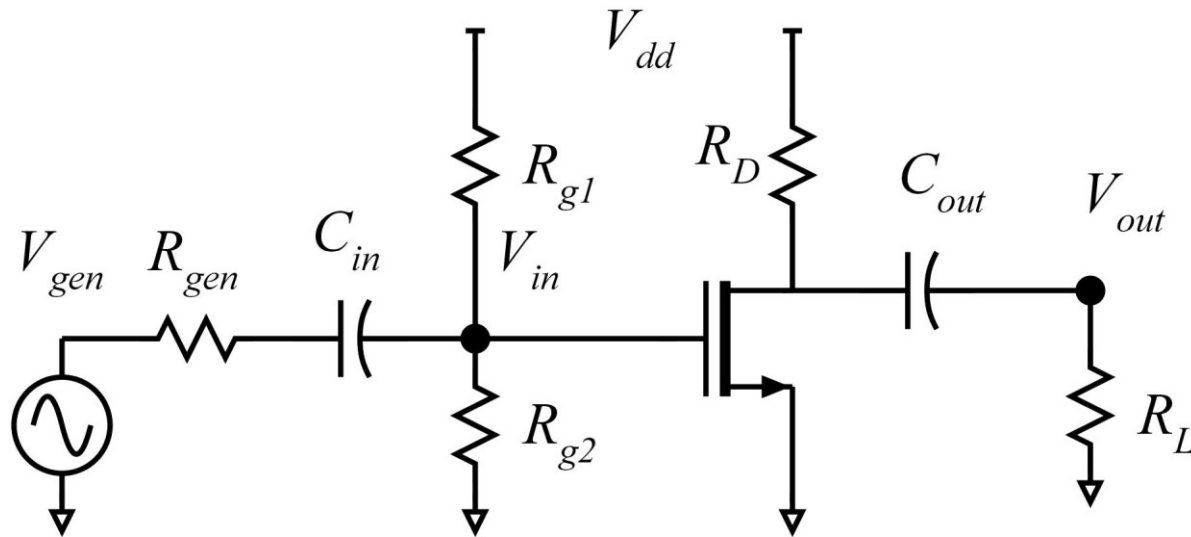 V_dd
R_g1
R_D
C_out
V_out
V_gen
R_gen
C_in
V_in
R_g2
R_L